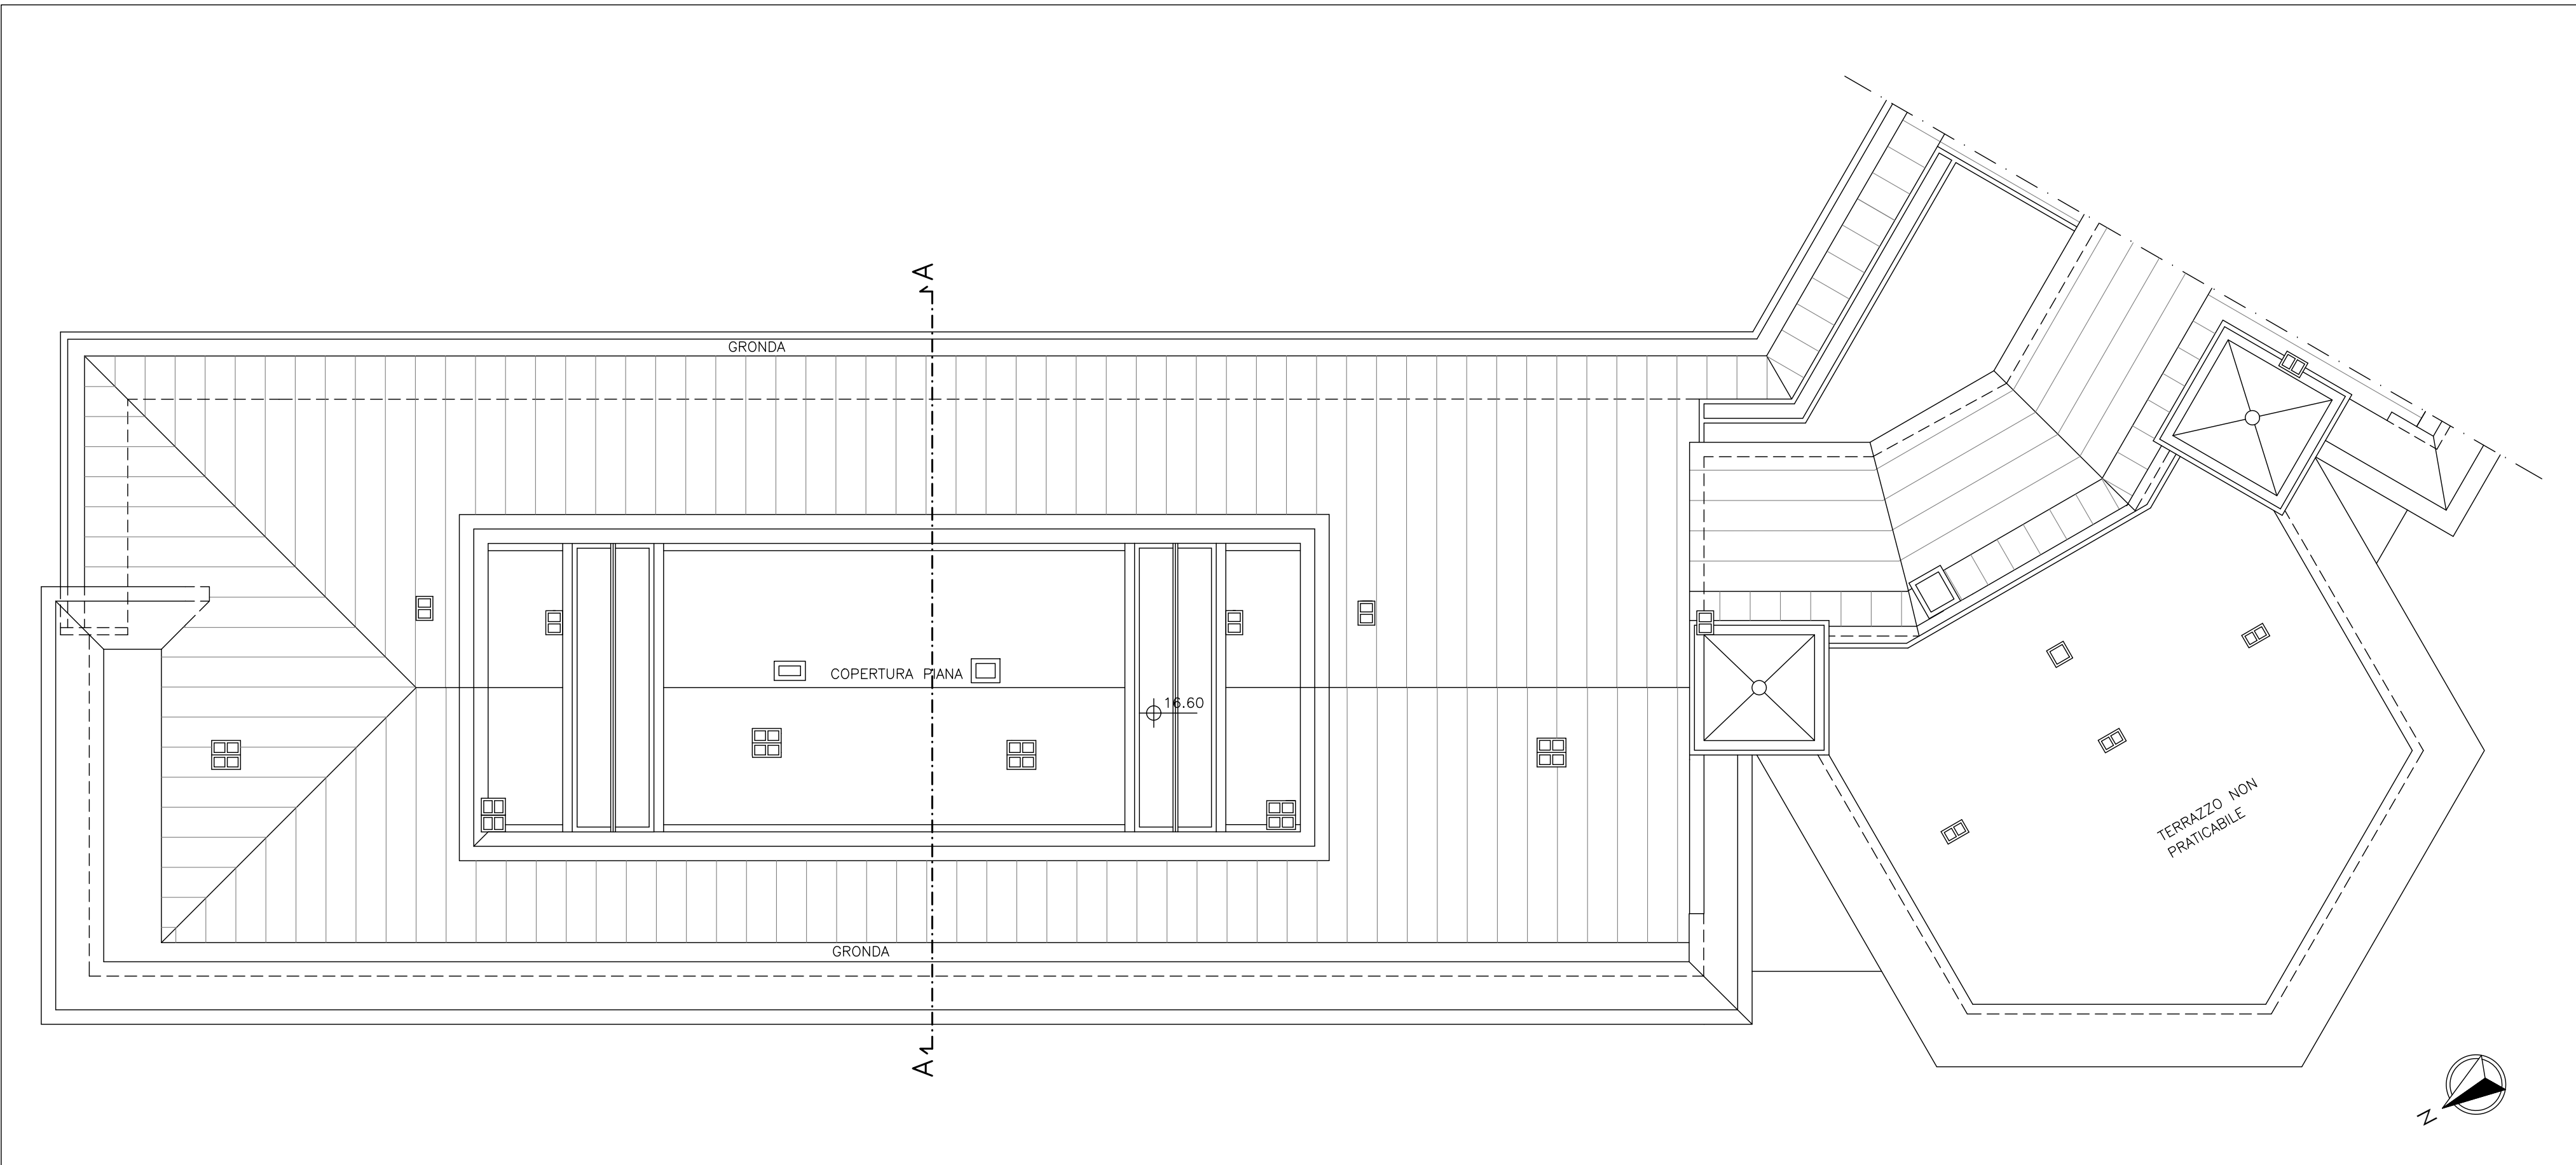 A
GRONDA
COPERTURA PIANA
16.60
TERRAZZO NON
PRATICABILE
GRONDA
A
N